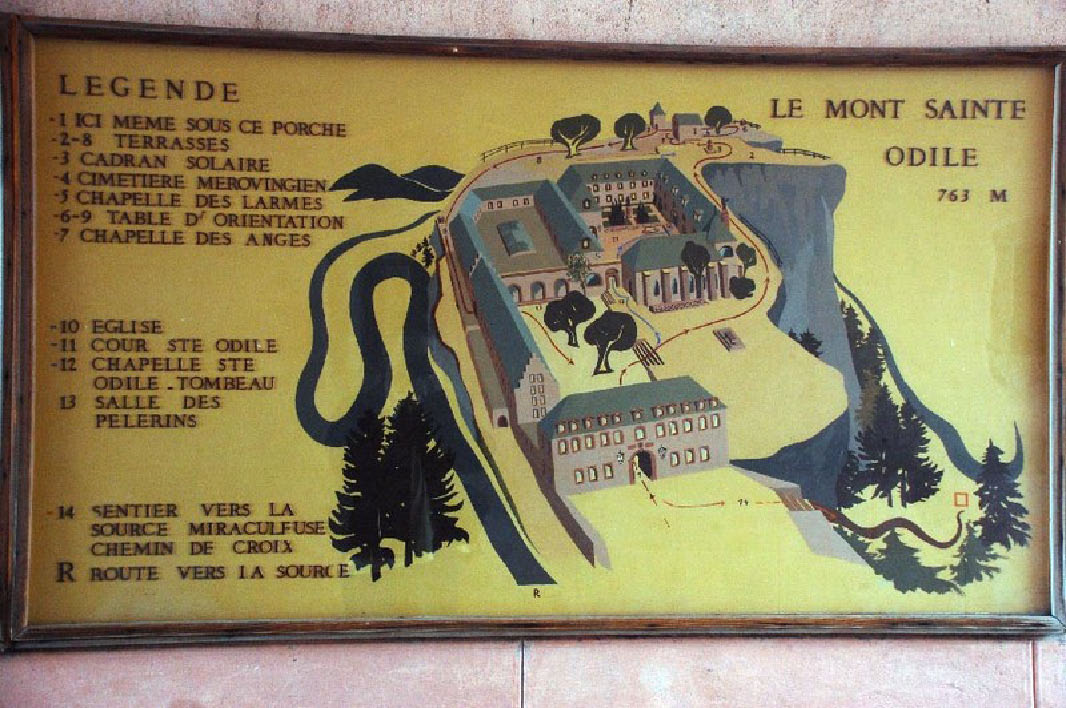 LEGENDE
-1 ICI MEME SOUS CE PORCHE
-2-8 TERRASSES
-3 CADRAN SOLAIRE
-4 CIMETIERE MEROVINGIEN
-5 CHAPELLE DES LARMES
-6-9 TABLE D'ORIENTATION
-7 CHAPELLE DES ANGES
-10 EGLISE
-11 COUR STE ODILE
-12 CHAPELLE STE
ODILE.TOMBEAU
13 SALLE DES
PELERINS
-14 SENTIER VERS LA
SOURCE MIRACULEUSE
CHEMIN DE CROIX
R ROUTE VERS LA SOURCE
LE MONT SAINTE
ODILE
763 M
8
2
14
R